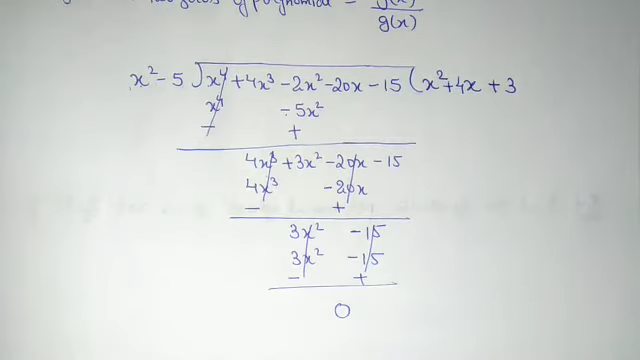 polynomial =
g(x)
x² - 5 ) x⁴ + 4x³ - 2x² - 20x - 15 ( x² + 4x + 3
x⁴ - 5x²
- +
4x³ + 3x² - 20x - 15
4x³ - 20x
- +
3x² - 15
3x² - 15
- +
0